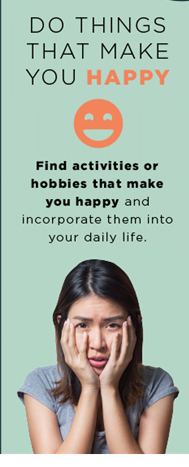 DO THINGS
THAT MAKE
YOU HAPPY
Find activities or
hobbies that make
you happy and
incorporate them into
your daily life.